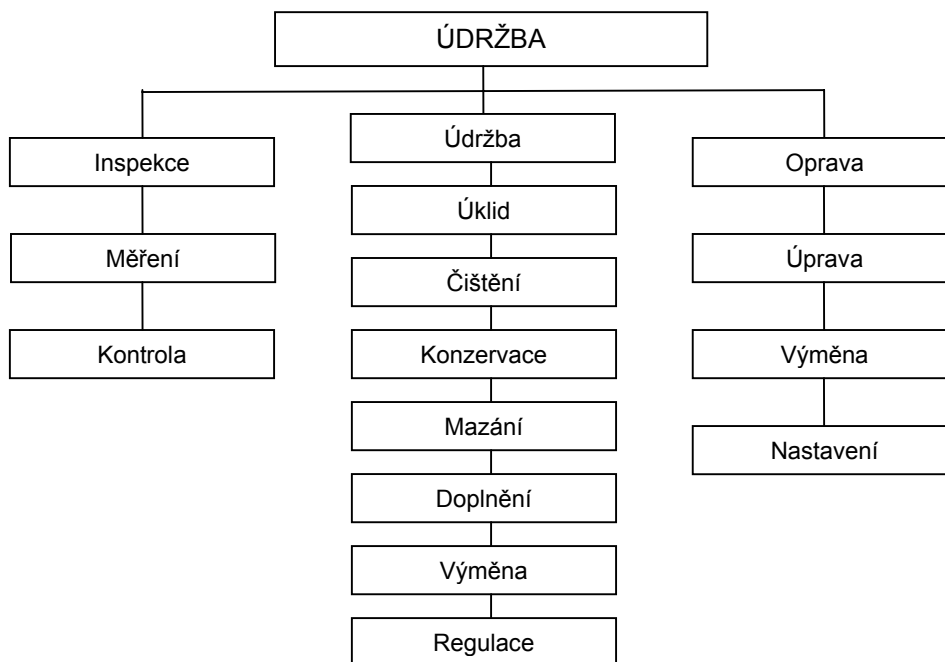 ÚDRŽBA
Inspekce
Měření
Kontrola
Údržba
Úklid
Čištění
Konzervace
Mazání
Doplnění
Výměna
Regulace
Oprava
Úprava
Výměna
Nastavení